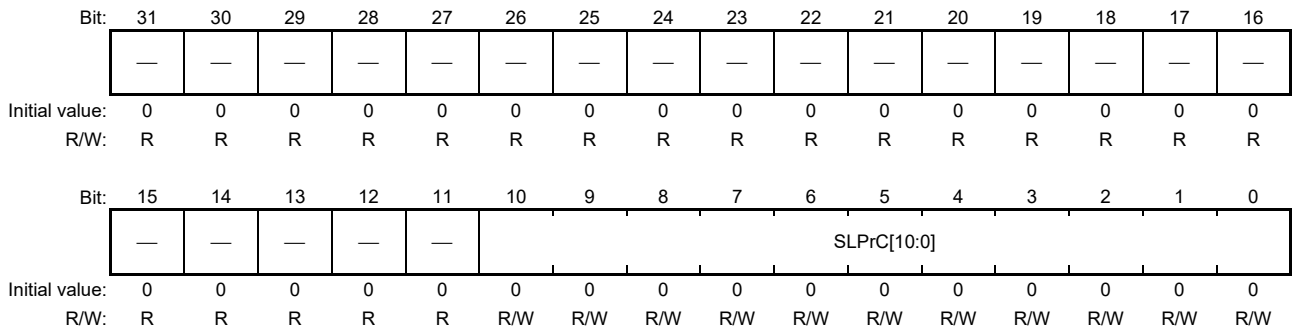 Bit: 31 30 29 28 27 26 25 24 23 22 21 20 19 18 17 16
— — — — — — — — — — — — — — — —
Initial value: 0 0 0 0 0 0 0 0 0 0 0 0 0 0 0 0
R/W: R R R R R R R R R R R R R R R R
Bit: 15 14 13 12 11 10 9 8 7 6 5 4 3 2 1 0
— — — — — SLPrC[10:0]
Initial value: 0 0 0 0 0 0 0 0 0 0 0 0 0 0 0 0
R/W: R R R R R R/W R/W R/W R/W R/W R/W R/W R/W R/W R/W R/W